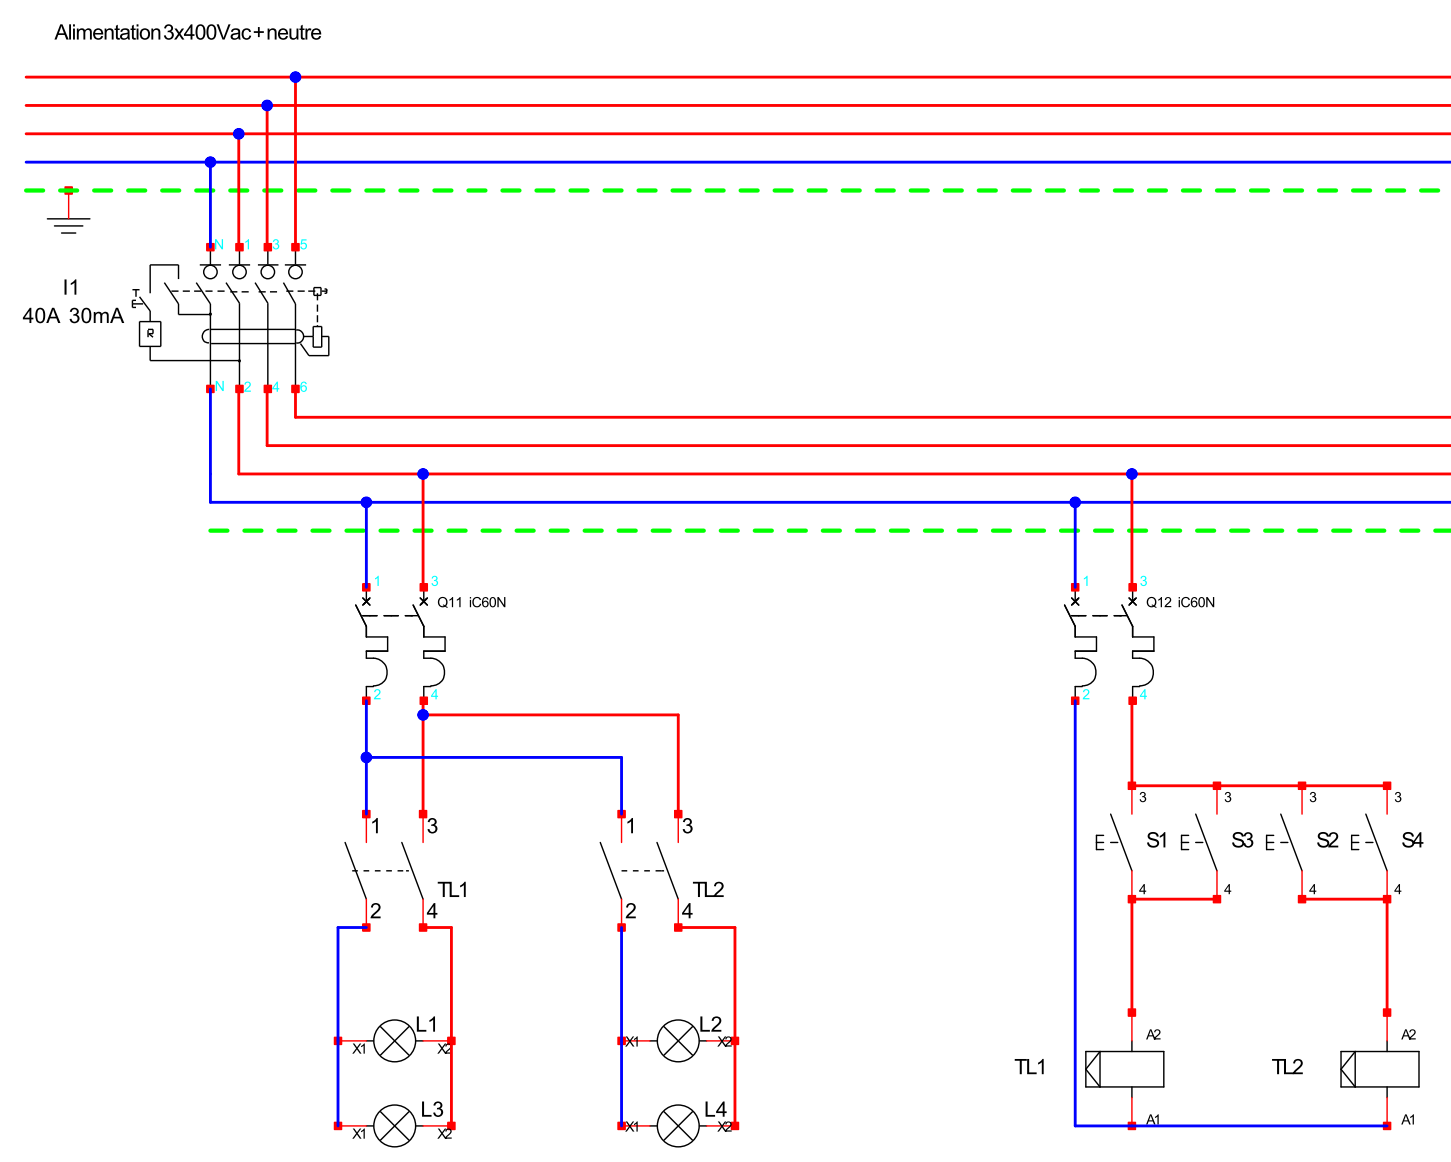 Alimentation 3x400Vac + neutre
N 1 3 5
I1
40A 30mA
R
N 2 4 6
1 3
Q11 iC60N
2 4
1 3
Q12 iC60N
2 4
1 3
TL1
2 4
1 3
TL2
2 4
3 3 3 3
S1 S3 S2 S4
4 4 4 4
L1
X1 X2
L3
X1 X2
L2
X1 X2
L4
X1 X2
A2
TL1
A1
A2
TL2
A1